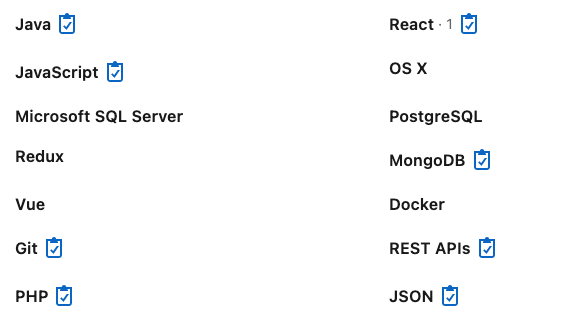 Java
React · 1
JavaScript
OS X
Microsoft SQL Server
PostgreSQL
Redux
MongoDB
Vue
Docker
Git
REST APIs
PHP
JSON